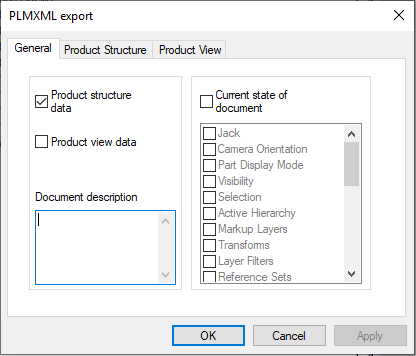 PLMXML export
General
Product Structure
Product View
Product structure
data
Product view data
Document description
Current state of
document
Jack
Camera Orientation
Part Display Mode
Visibility
Selection
Active Hierarchy
Markup Layers
Transforms
Layer Filters
Reference Sets
OK
Cancel
Apply